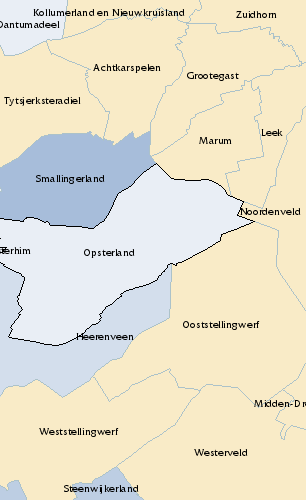 Kollumerland en Nieuwkruisland
Zuidhorn
Dantumadeel
Achtkarspelen
Grootegast
Tytsjerksteradiel
Leek
Marum
Smallingerland
Noordenveld
Opsterland
Ooststellingwerf
Heerenveen
Midden-Dr
Weststellingwerf
Westerveld
Steenwijkerland